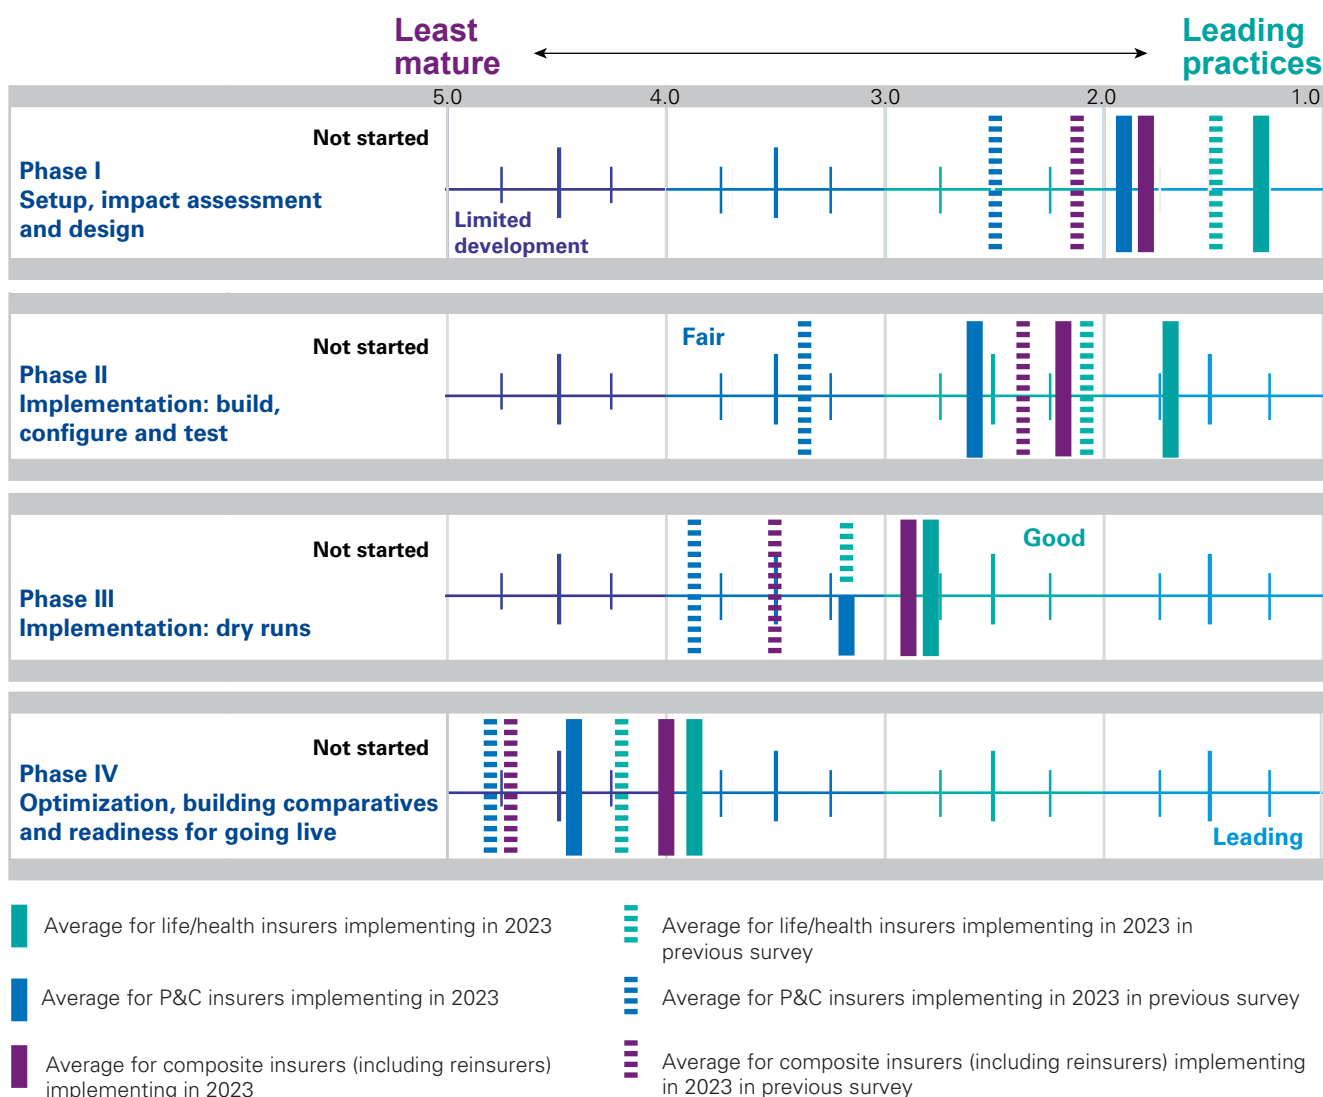 Least
mature
Leading
practices
5.0
4.0
3.0
2.0
1.0
Not started
Phase I
Setup, impact assessment
and design
Limited
development
Not started
Fair
Phase II
Implementation: build,
configure and test
Not started
Good
Phase III
Implementation: dry runs
Not started
Phase IV
Optimization, building comparatives
and readiness for going live
Leading
Average for life/health insurers implementing in 2023
Average for life/health insurers implementing in 2023 in
previous survey
Average for P&C insurers implementing in 2023
Average for P&C insurers implementing in 2023 in previous survey
Average for composite insurers (including reinsurers)
implementing in 2023
Average for composite insurers (including reinsurers) implementing
in 2023 in previous survey